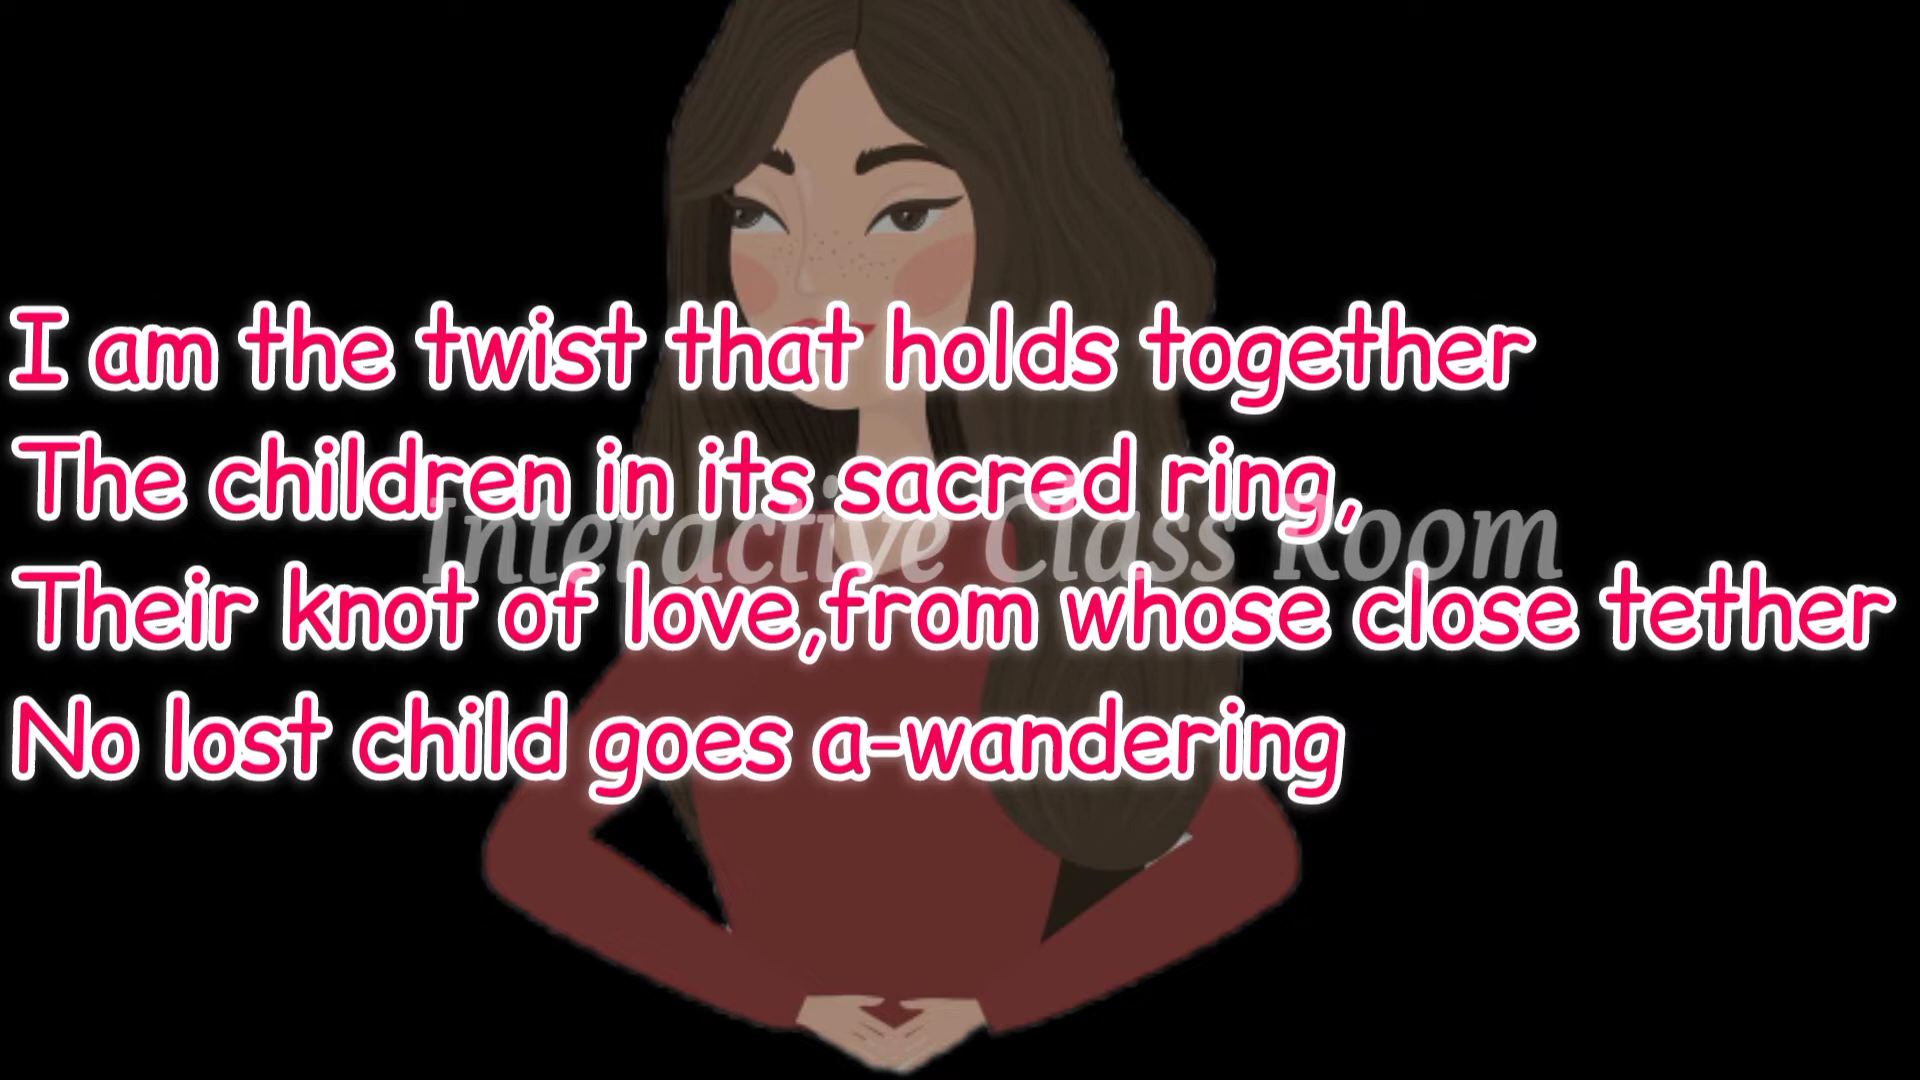 I am the twist that holds together
The children in its sacred ring,
Interactive Class Room
Their knot of love,from whose close tether
No lost child goes a-wandering